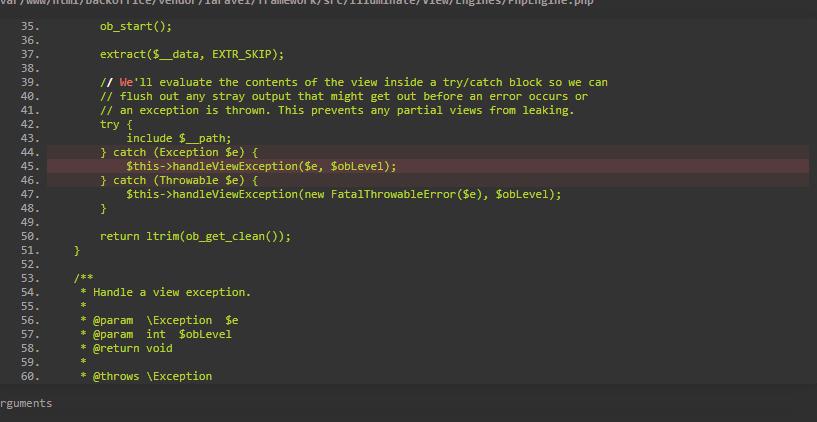 var/www/html/backoffice/vendor/laravel/framework/src/Illuminate/View/Engines/PhpEngine.php
35. ob_start();
36.
37. extract($__data, EXTR_SKIP);
38.
39. // We'll evaluate the contents of the view inside a try/catch block so we can
40. // flush out any stray output that might get out before an error occurs or
41. // an exception is thrown. This prevents any partial views from leaking.
42. try {
43. include $__path;
44. } catch (Exception $e) {
45. $this->handleViewException($e, $obLevel);
46. } catch (Throwable $e) {
47. $this->handleViewException(new FatalThrowableError($e), $obLevel);
48. }
49.
50. return ltrim(ob_get_clean());
51. }
52.
53. /**
54. * Handle a view exception.
55. *
56. * @param  \Exception  $e
57. * @param  int  $obLevel
58. * @return void
59. *
60. * @throws \Exception
rguments